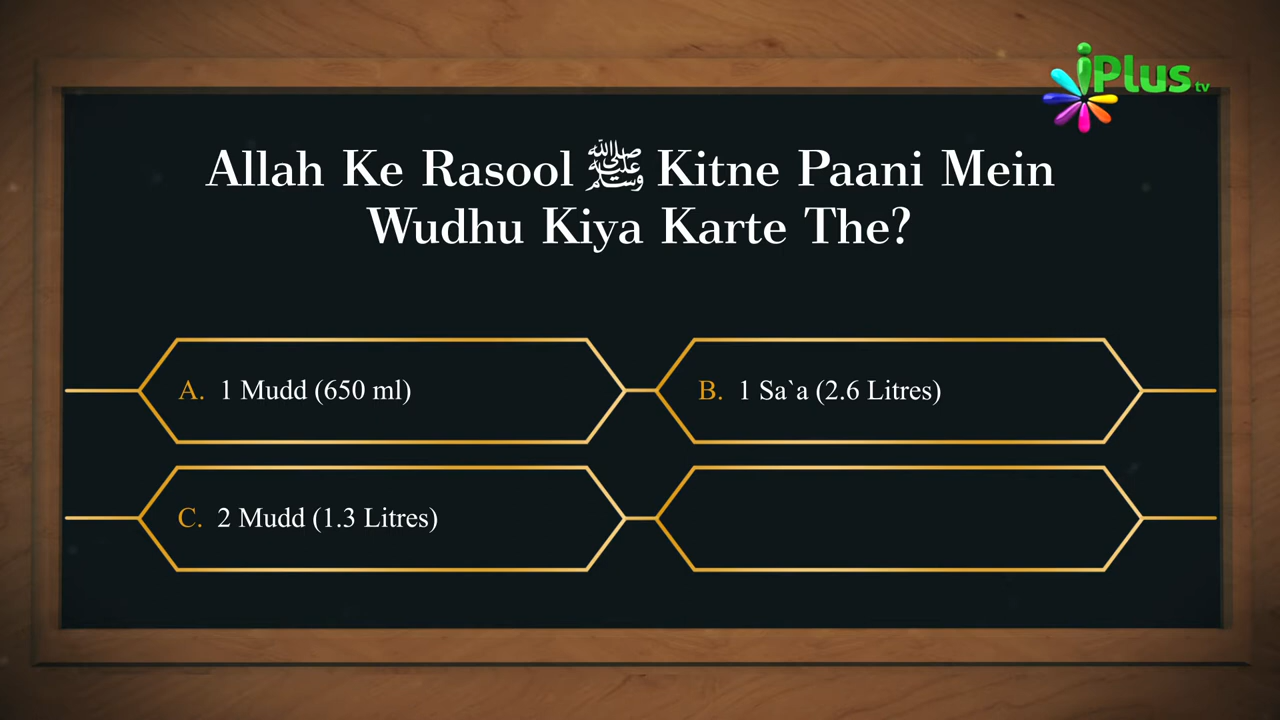 iPlus tv
Allah Ke Rasool ﷺ Kitne Paani Mein
Wudhu Kiya Karte The?
A. 1 Mudd (650 ml)
B. 1 Sa`a (2.6 Litres)
C. 2 Mudd (1.3 Litres)